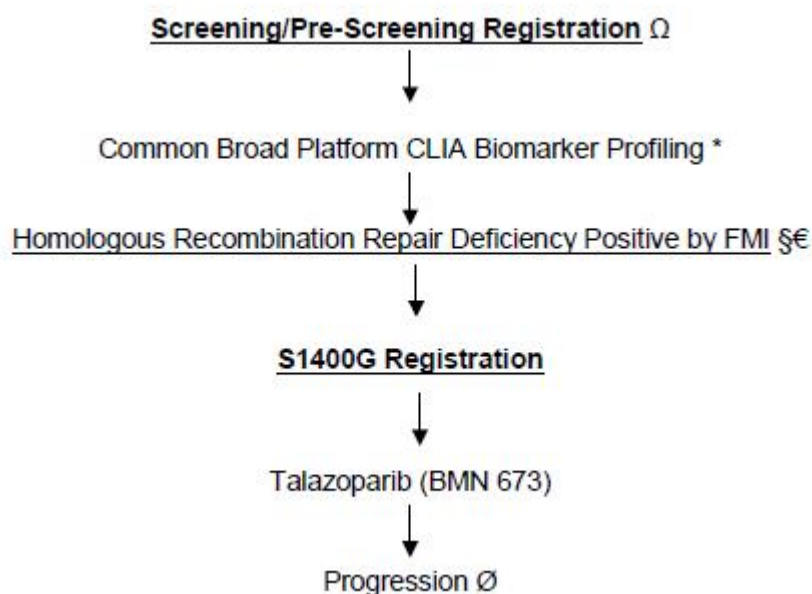 Screening/Pre-Screening Registration Ω
Common Broad Platform CLIA Biomarker Profiling *
Homologous Recombination Repair Deficiency Positive by FMI §€
S1400G Registration
Talazoparib (BMN 673)
Progression Ø